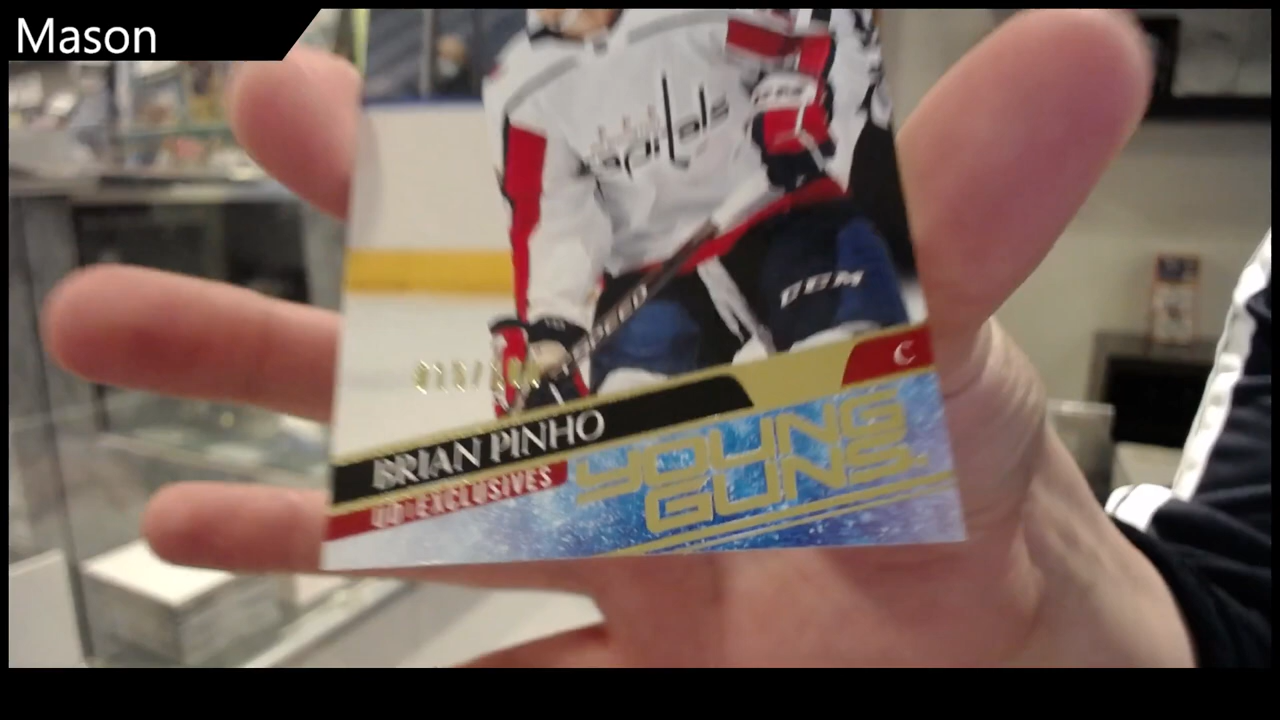 Mason
Capitals
CCM
C
BRIAN PINHO
UD EXCLUSIVES
YOUNG
GUNS